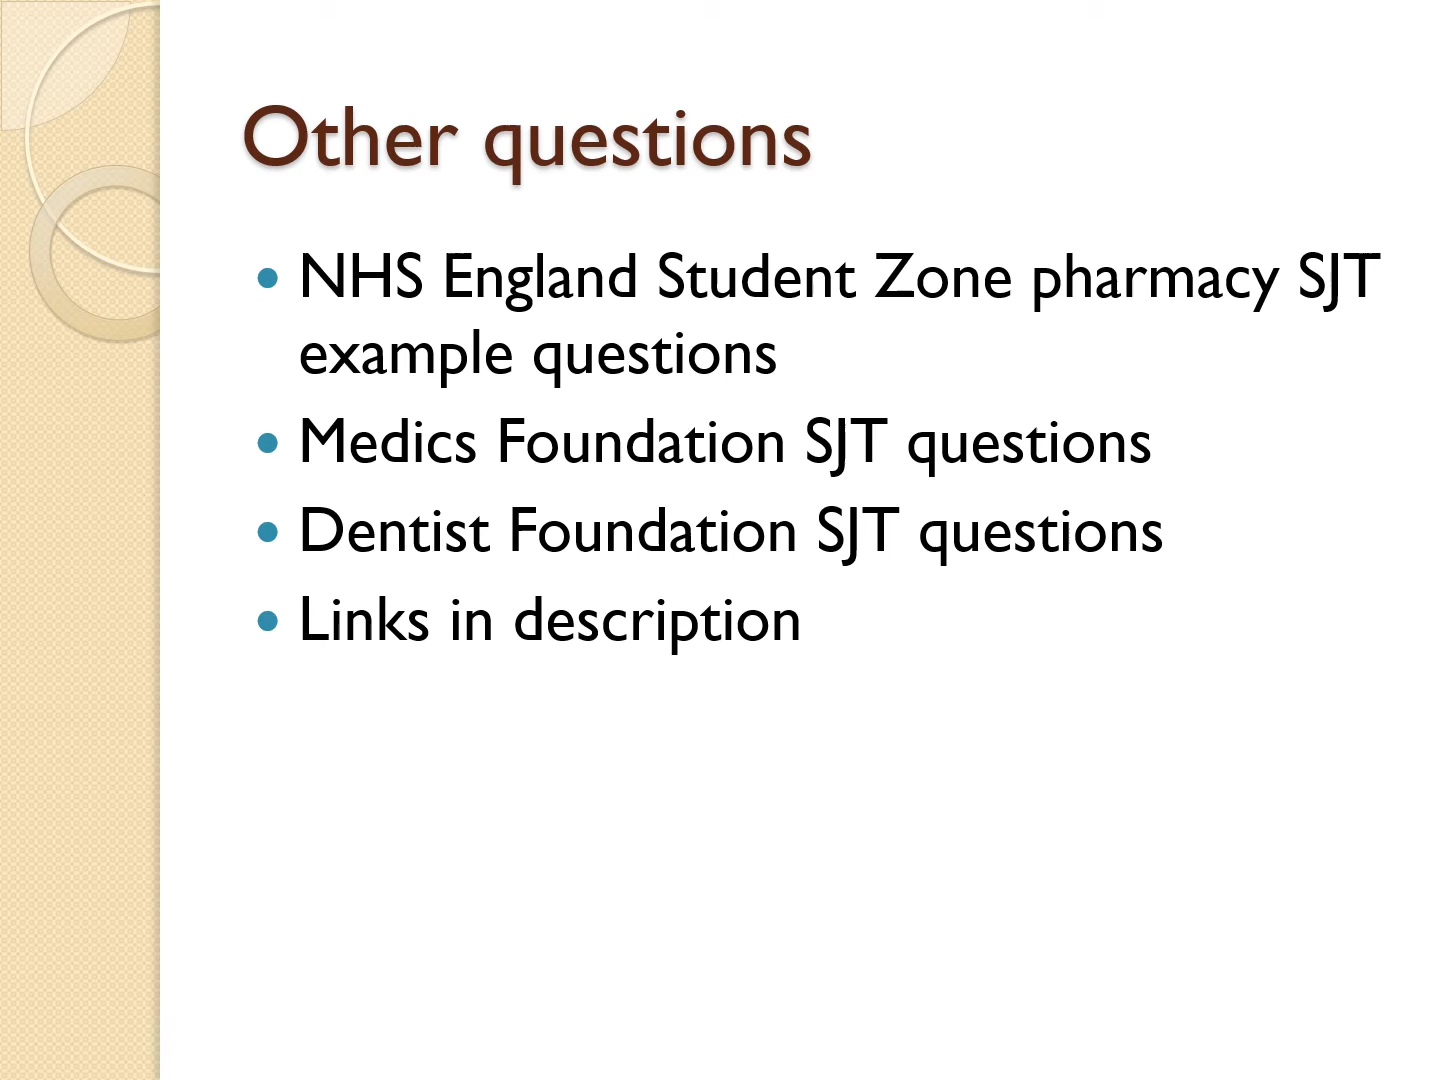 Other questions
NHS England Student Zone pharmacy SJT
example questions
Medics Foundation SJT questions
Dentist Foundation SJT questions
Links in description